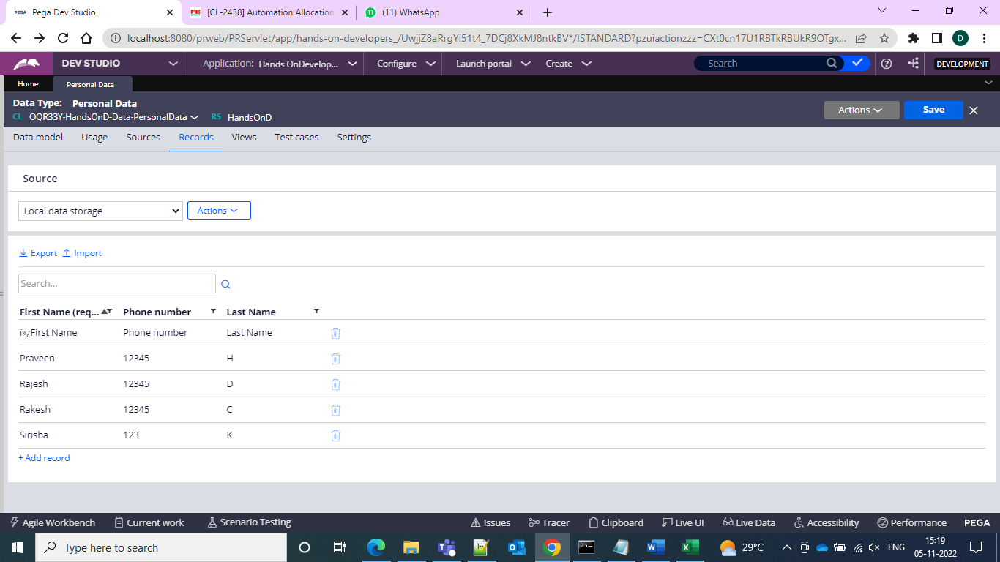 PEGA Pega Dev Studio
FE [CL-2438] Automation Allocation
11 (11) WhatsApp
localhost:8080/prweb/PRServlet/app/hands-on-developers_/UwjjZ8aRrgYi51t4_7DCj8XkMJ8ntkBV*/!STANDARD?pzuiactionzzz=CXt0cn17U1RBTkRBUkR9OTgx...
D
DEV STUDIO Application: Hands OnDevelop... Configure Launch portal Create Search DEVELOPMENT
Home Personal Data
Data Type: Personal Data
CL OQR33Y-HandsOnD-Data-PersonalData RS HandsOnD
Actions Save
Data model Usage Sources Records Views Test cases Settings
Source
Local data storage Actions
Export Import
Search...
First Name (req... Phone number Last Name
ï»¿First Name Phone number Last Name
Praveen 12345 H
Rajesh 12345 D
Rakesh 12345 C
Sirisha 123 K
+ Add record
Agile Workbench Current work Scenario Testing Issues Tracer Clipboard Live UI Live Data Accessibility Performance PEGA
Type here to search 29°C ENG 15:19
05-11-2022